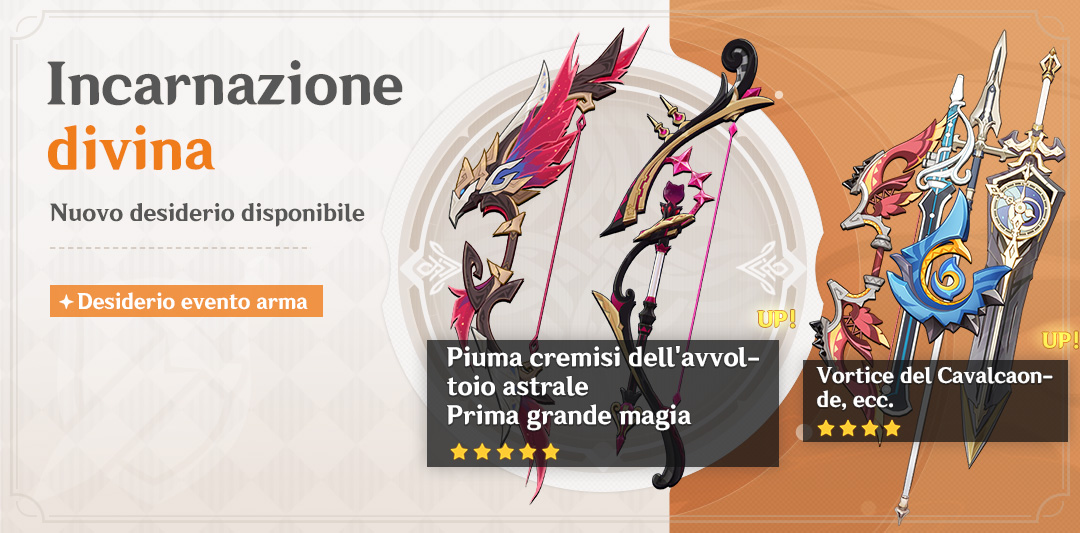 Incarnazione
divina
Nuovo desiderio disponibile
Desiderio evento arma
UP!
Piuma cremisi dell'avvol-
toio astrale
Prima grande magia
UP!
Vortice del Cavalcaon-
de, ecc.